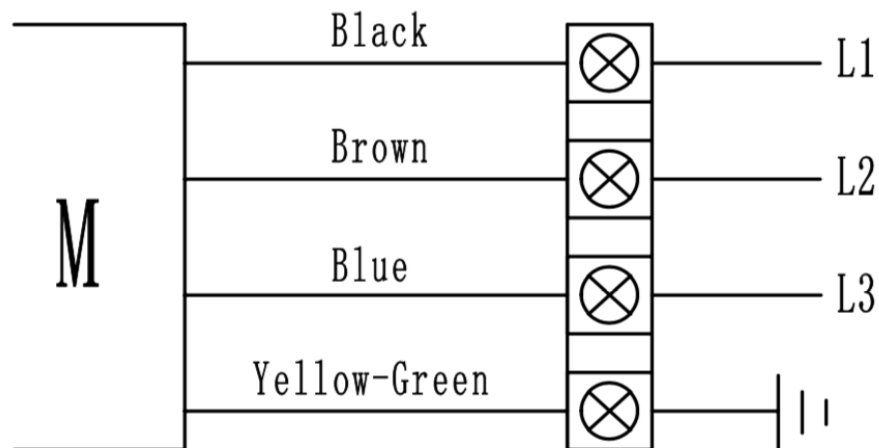 Black
L1
Brown
L2
M
Blue
L3
Yellow-Green